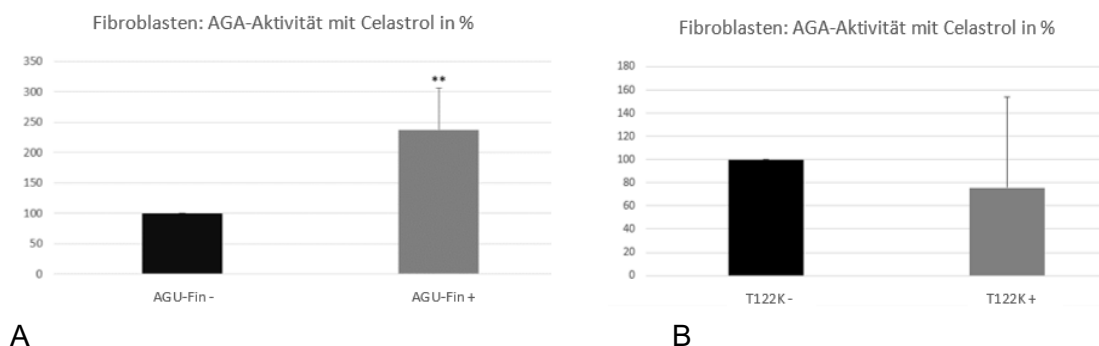 Fibroblasten: AGA-Aktivität mit Celastrol in %
350
300
250
200
150
100
50
0
**
AGU-Fin -
AGU-Fin +
A
Fibroblasten: AGA-Aktivität mit Celastrol in %
180
160
140
120
100
80
60
40
20
0
T122K -
T122K +
B